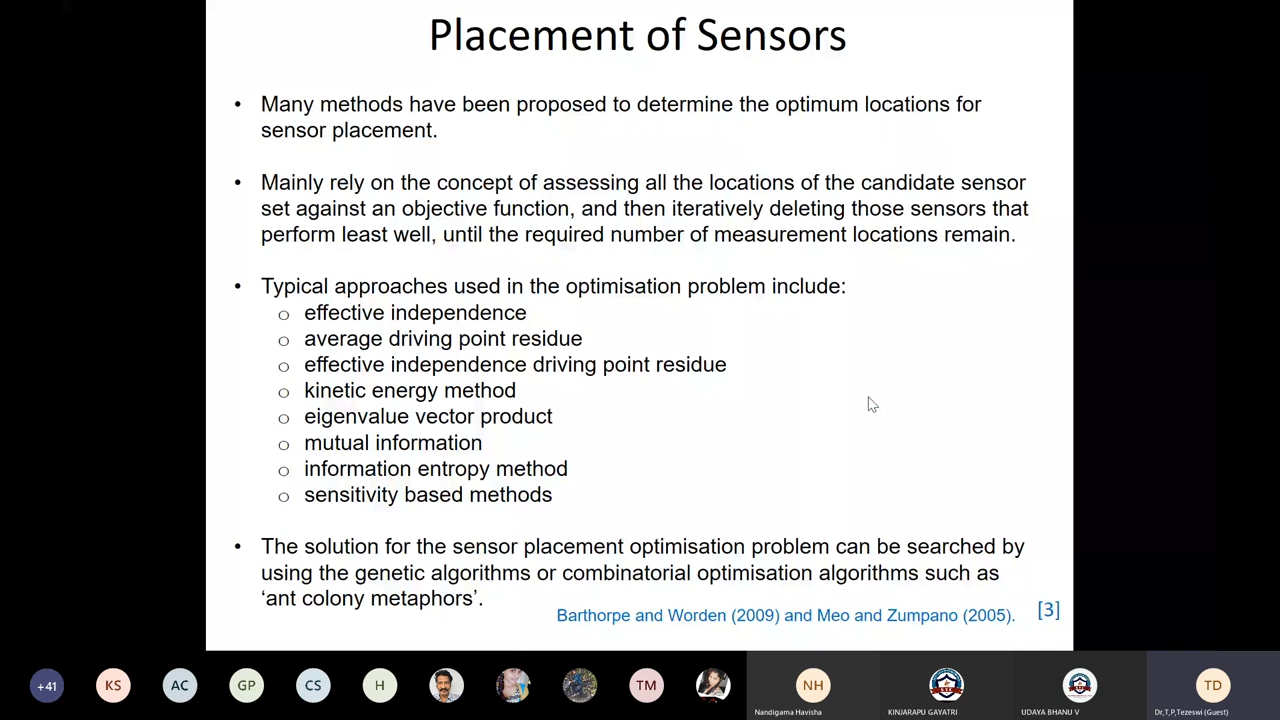 Placement of Sensors
• Many methods have been proposed to determine the optimum locations for
sensor placement.
• Mainly rely on the concept of assessing all the locations of the candidate sensor
set against an objective function, and then iteratively deleting those sensors that
perform least well, until the required number of measurement locations remain.
• Typical approaches used in the optimisation problem include:
o effective independence
o average driving point residue
o effective independence driving point residue
o kinetic energy method
o eigenvalue vector product
o mutual information
o information entropy method
o sensitivity based methods
• The solution for the sensor placement optimisation problem can be searched by
using the genetic algorithms or combinatorial optimisation algorithms such as
‘ant colony metaphors’.
Barthorpe and Worden (2009) and Meo and Zumpano (2005). [3]
+41 KS AC GP CS H TM NH TD
Nandigama Havisha KINJARAPU GAYATRI UDAYA BHANU V Dr,T,P,Tezeswi (Guest)